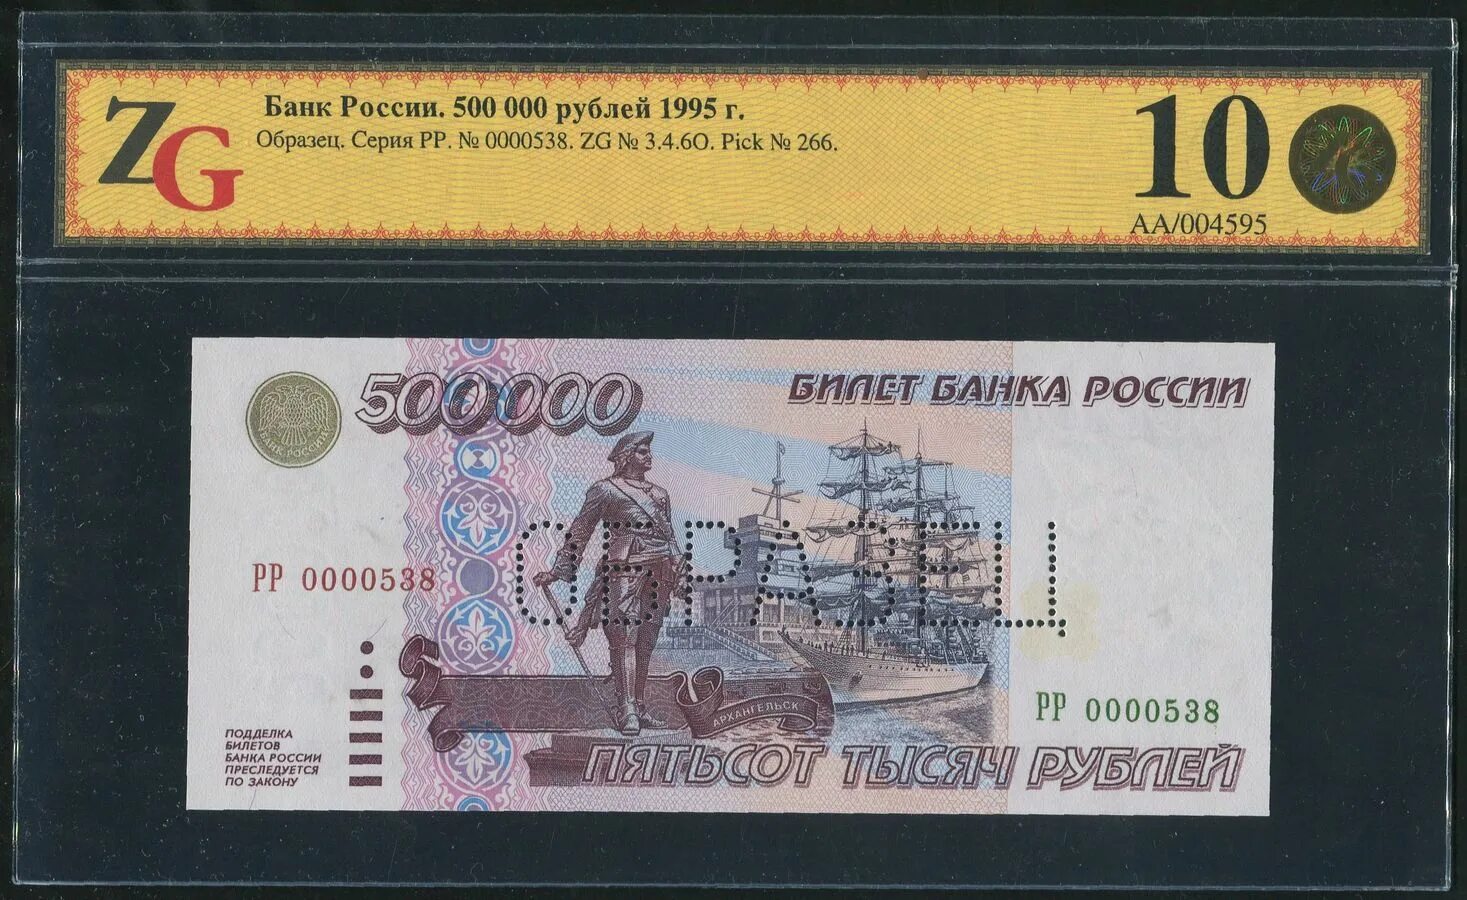 ZG
Банк России. 500 000 рублей 1995 г.
Образец. Серия РР. № 0000538. ZG № 3.4.6О. Pick № 266.
10
АА/004595
500 000
БИЛЕТ БАНКА РОССИИ
БАНК РОССИИ
ОБРАЗЕЦ
РР 0000538
РР 0000538
АРХАНГЕЛЬСК
ПОДДЕЛКА
БИЛЕТОВ
БАНКА РОССИИ
ПРЕСЛЕДУЕТСЯ
ПО ЗАКОНУ
ПЯТЬСОТ ТЫСЯЧ РУБЛЕЙ